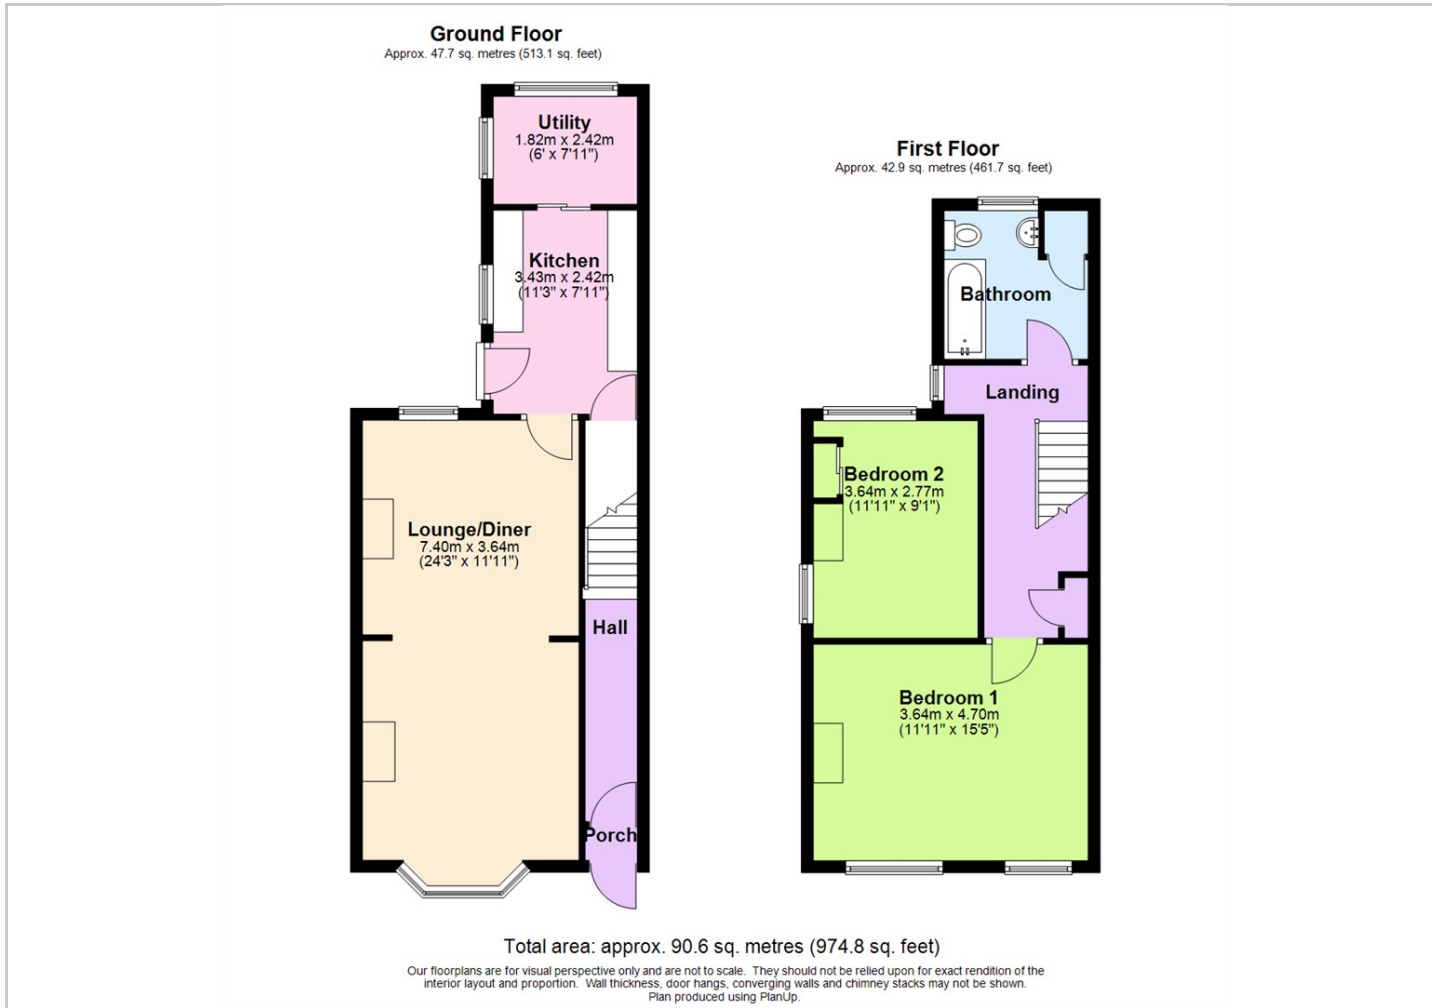 Ground Floor
Approx. 47.7 sq. metres (513.1 sq. feet)
Utility
1.82m x 2.42m
(6' x 7'11")
Kitchen
3.43m x 2.42m
(11'3" x 7'11")
Lounge/Diner
7.40m x 3.64m
(24'3" x 11'11")
Hall
Porch
First Floor
Approx. 42.9 sq. metres (461.7 sq. feet)
Bathroom
Landing
Bedroom 2
3.64m x 2.77m
(11'11" x 9'1")
Bedroom 1
3.64m x 4.70m
(11'11" x 15'5")
Total area: approx. 90.6 sq. metres (974.8 sq. feet)
Our floorplans are for visual perspective only and are not to scale. They should not be relied upon for exact rendition of the
interior layout and proportion. Wall thickness, door hangs, converging walls and chimney stacks may not be shown.
Plan produced using PlanUp.